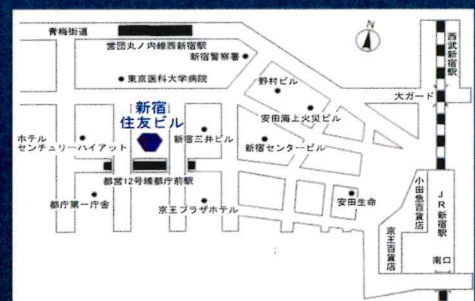 青梅街道
営団丸ノ内線西新宿駅
新宿警察署
東京医科大学病院
野村ビル
大ガード
西武新宿駅
N
安田海上火災ビル
新宿
住友ビル
ホテル
センチュリーハイアット
新宿三井ビル
新宿センタービル
都営12号線都庁前駅
都庁第一庁舎
京王プラザホテル
安田生命
小田急百貨店
京王百貨店
JR新宿駅
南口